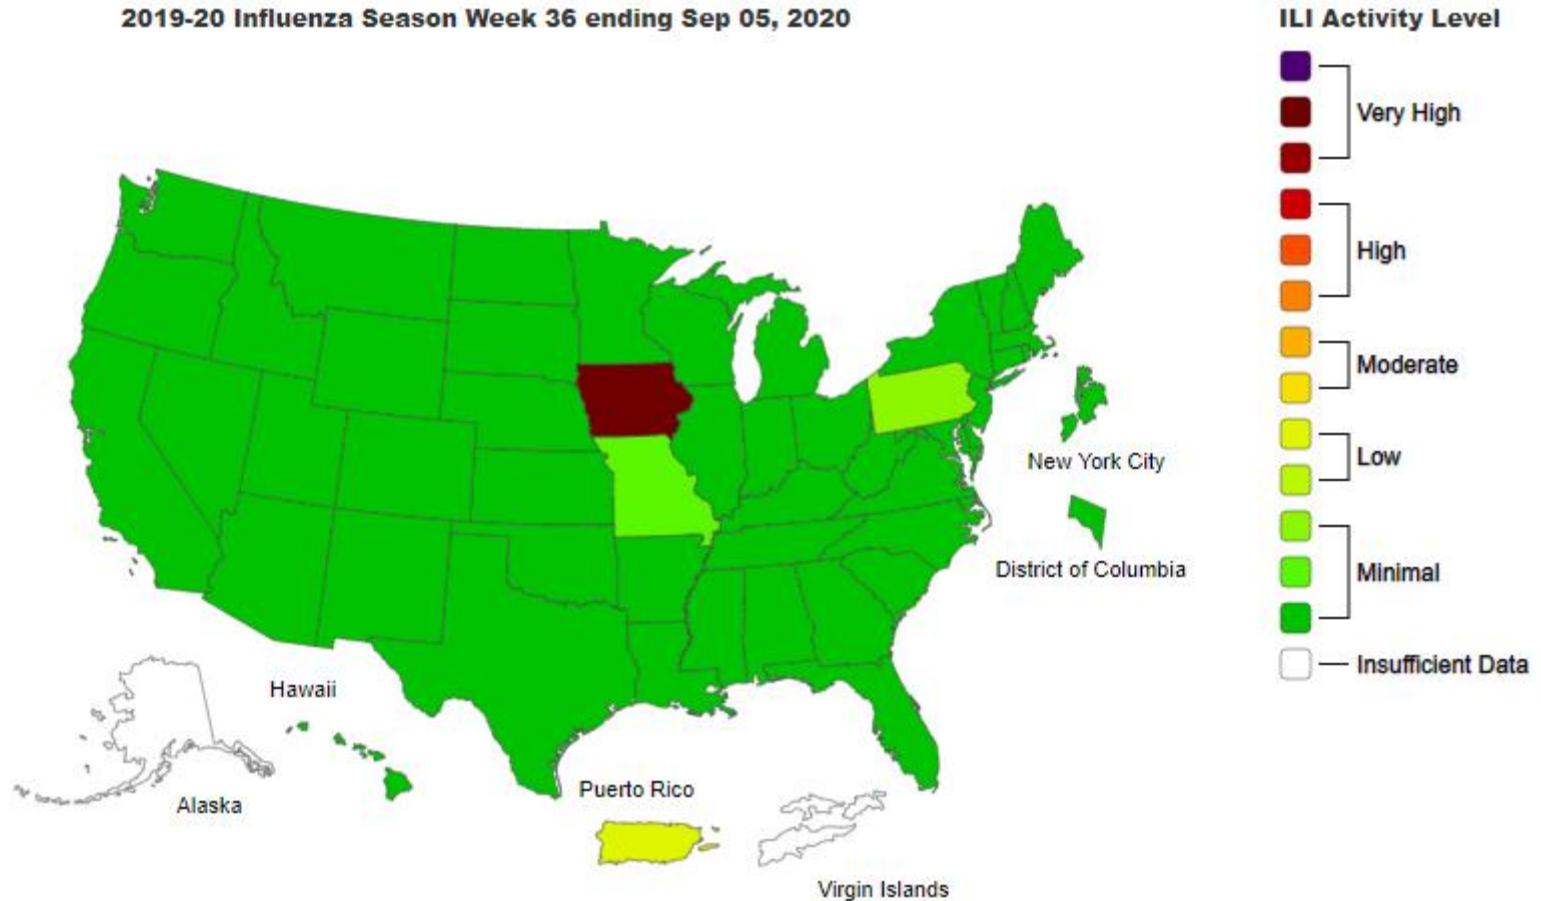 2019-20 Influenza Season Week 36 ending Sep 05, 2020
ILI Activity Level
Very High
High
Moderate
Low
Minimal
Insufficient Data
New York City
District of Columbia
Hawaii
Alaska
Puerto Rico
Virgin Islands